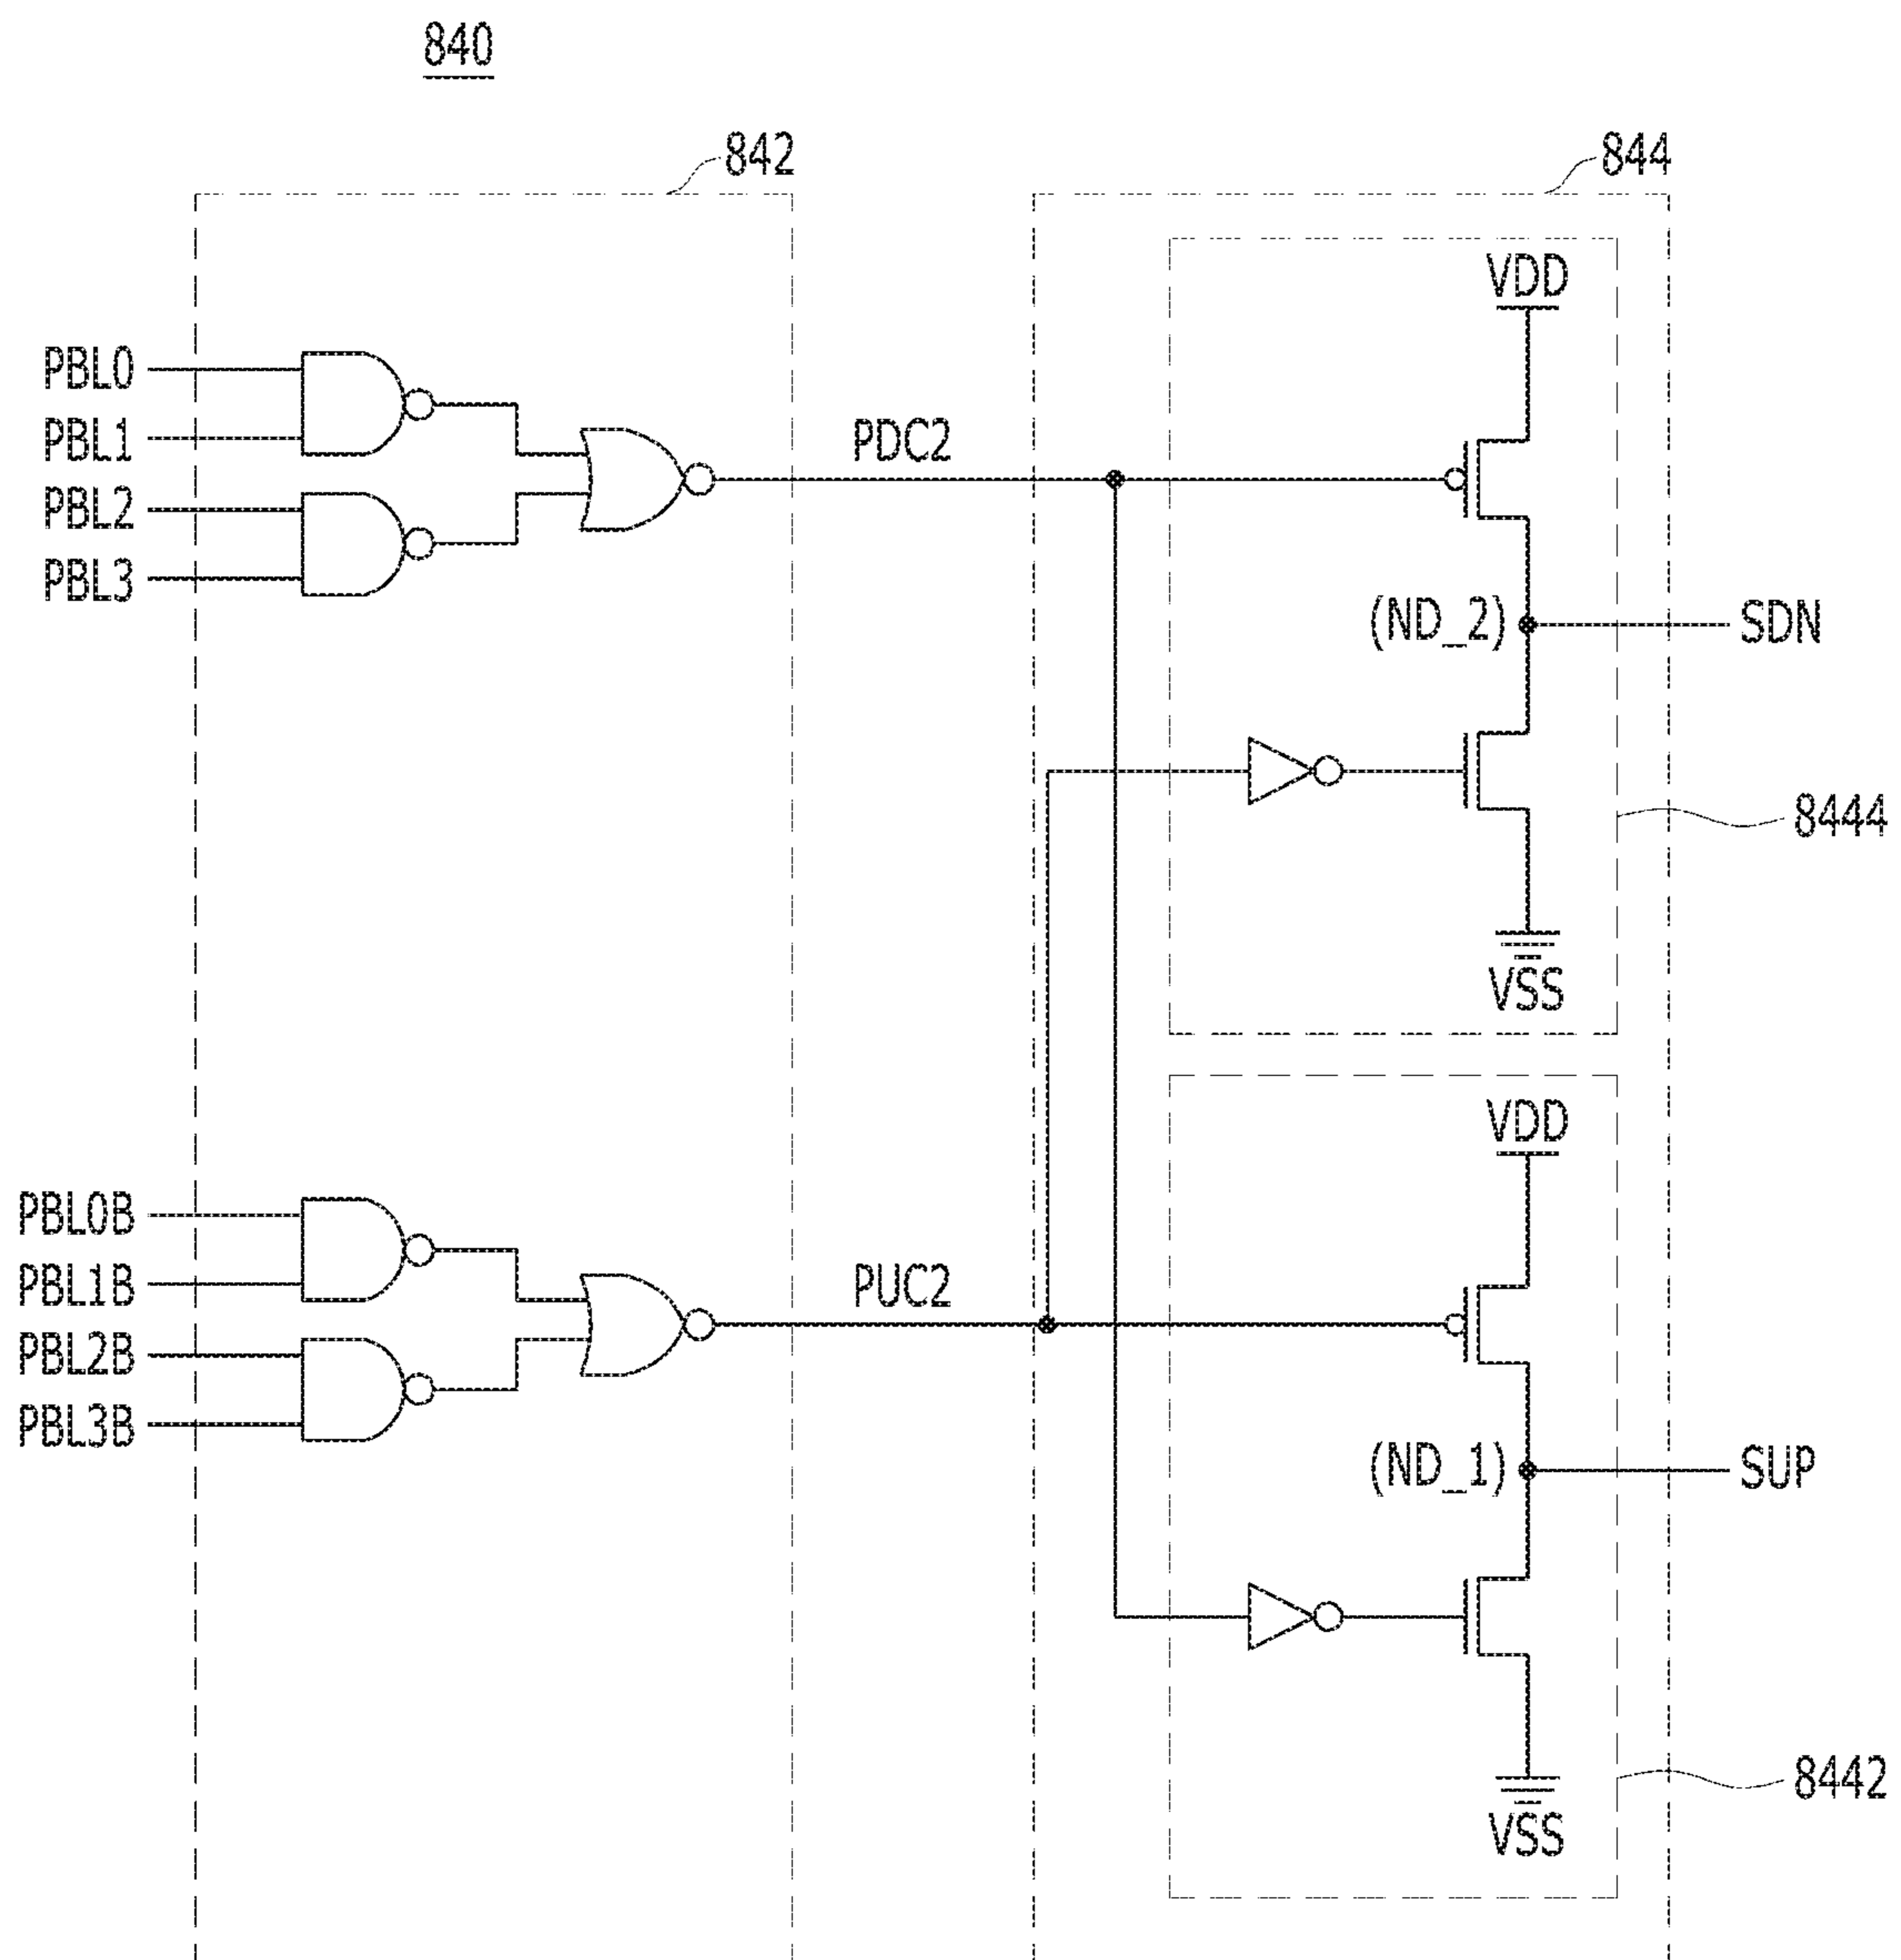 840
842
844
VDD
PBL0
PBL1
PBL2
PBL3
PDC2
(ND_2)
SDN
8444
VSS
VDD
PBL0B
PBL1B
PBL2B
PBL3B
PUC2
(ND_1)
SUP
8442
VSS